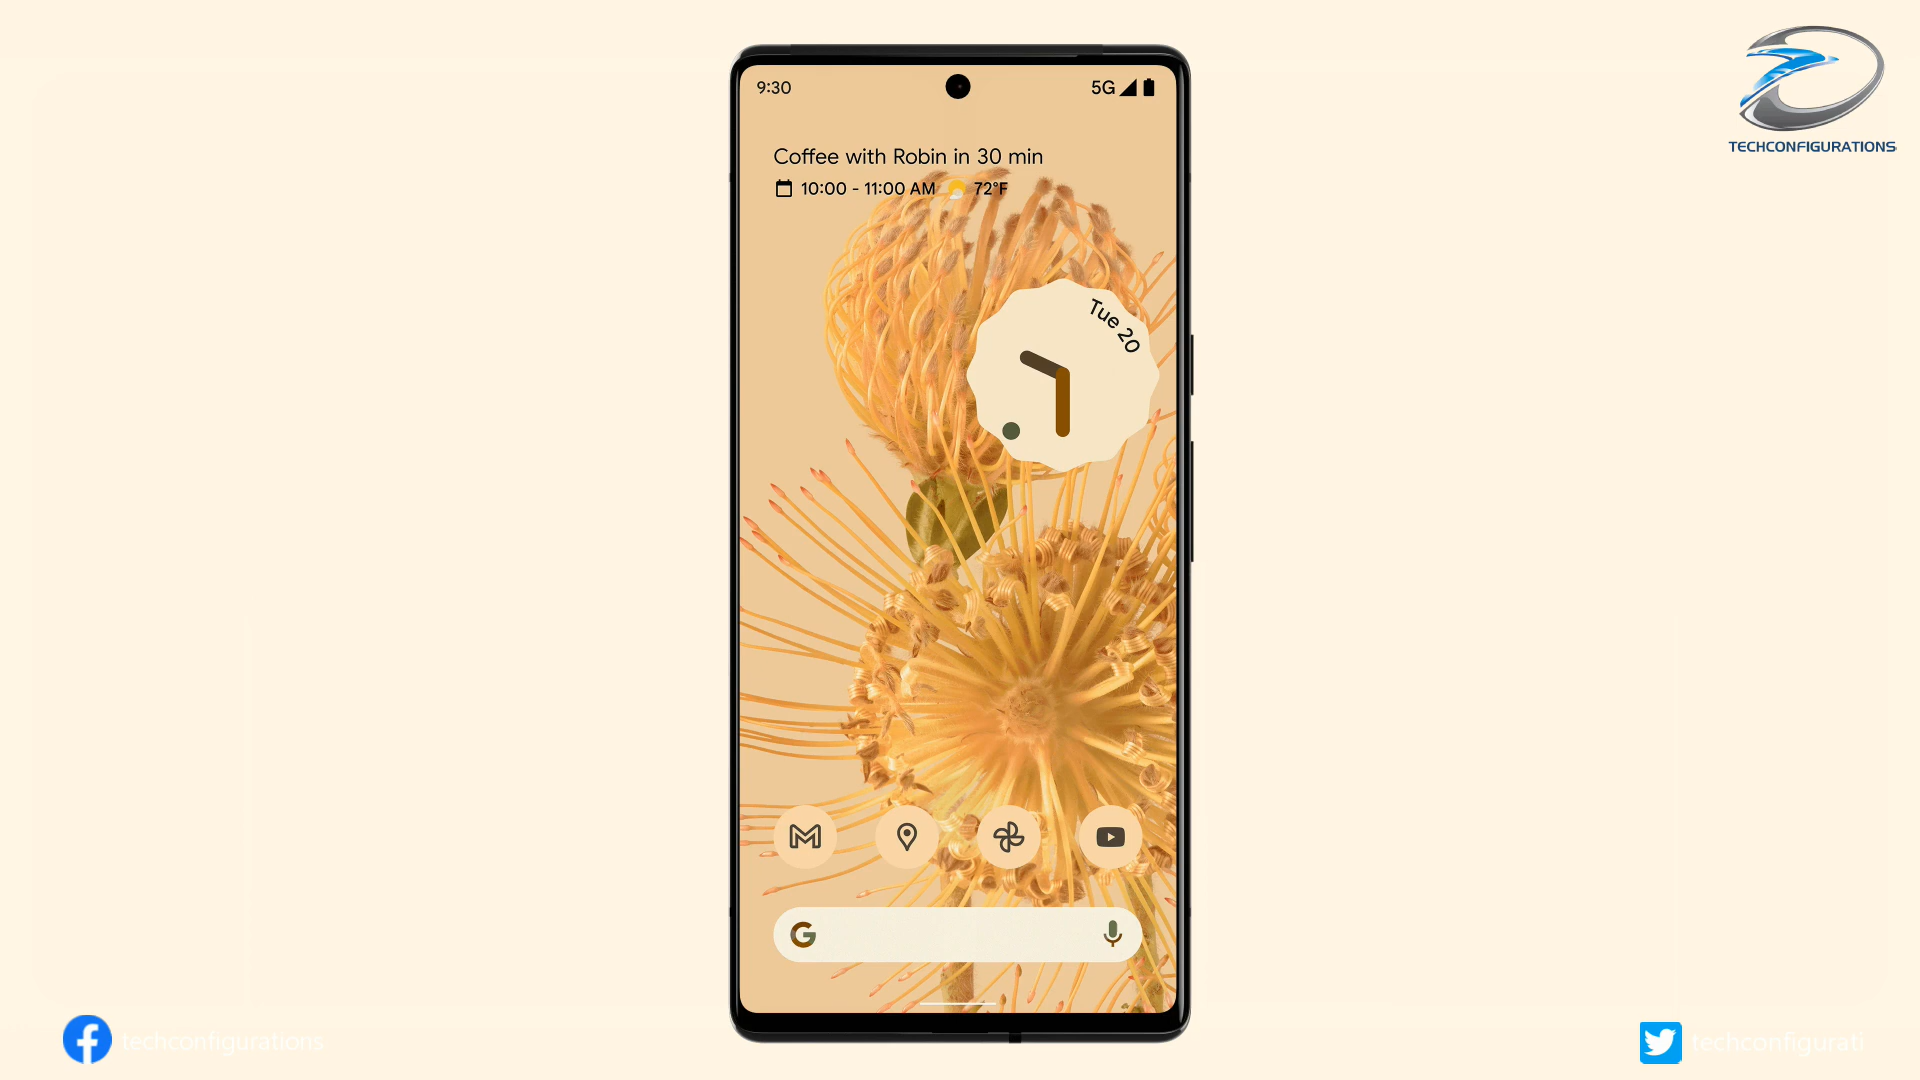 9:30
5G
Coffee with Robin in 30 min
10:00 - 11:00 AM 72°F
Tue 20
TECHCONFIGURATIONS
techconfigurations
techconfigurati